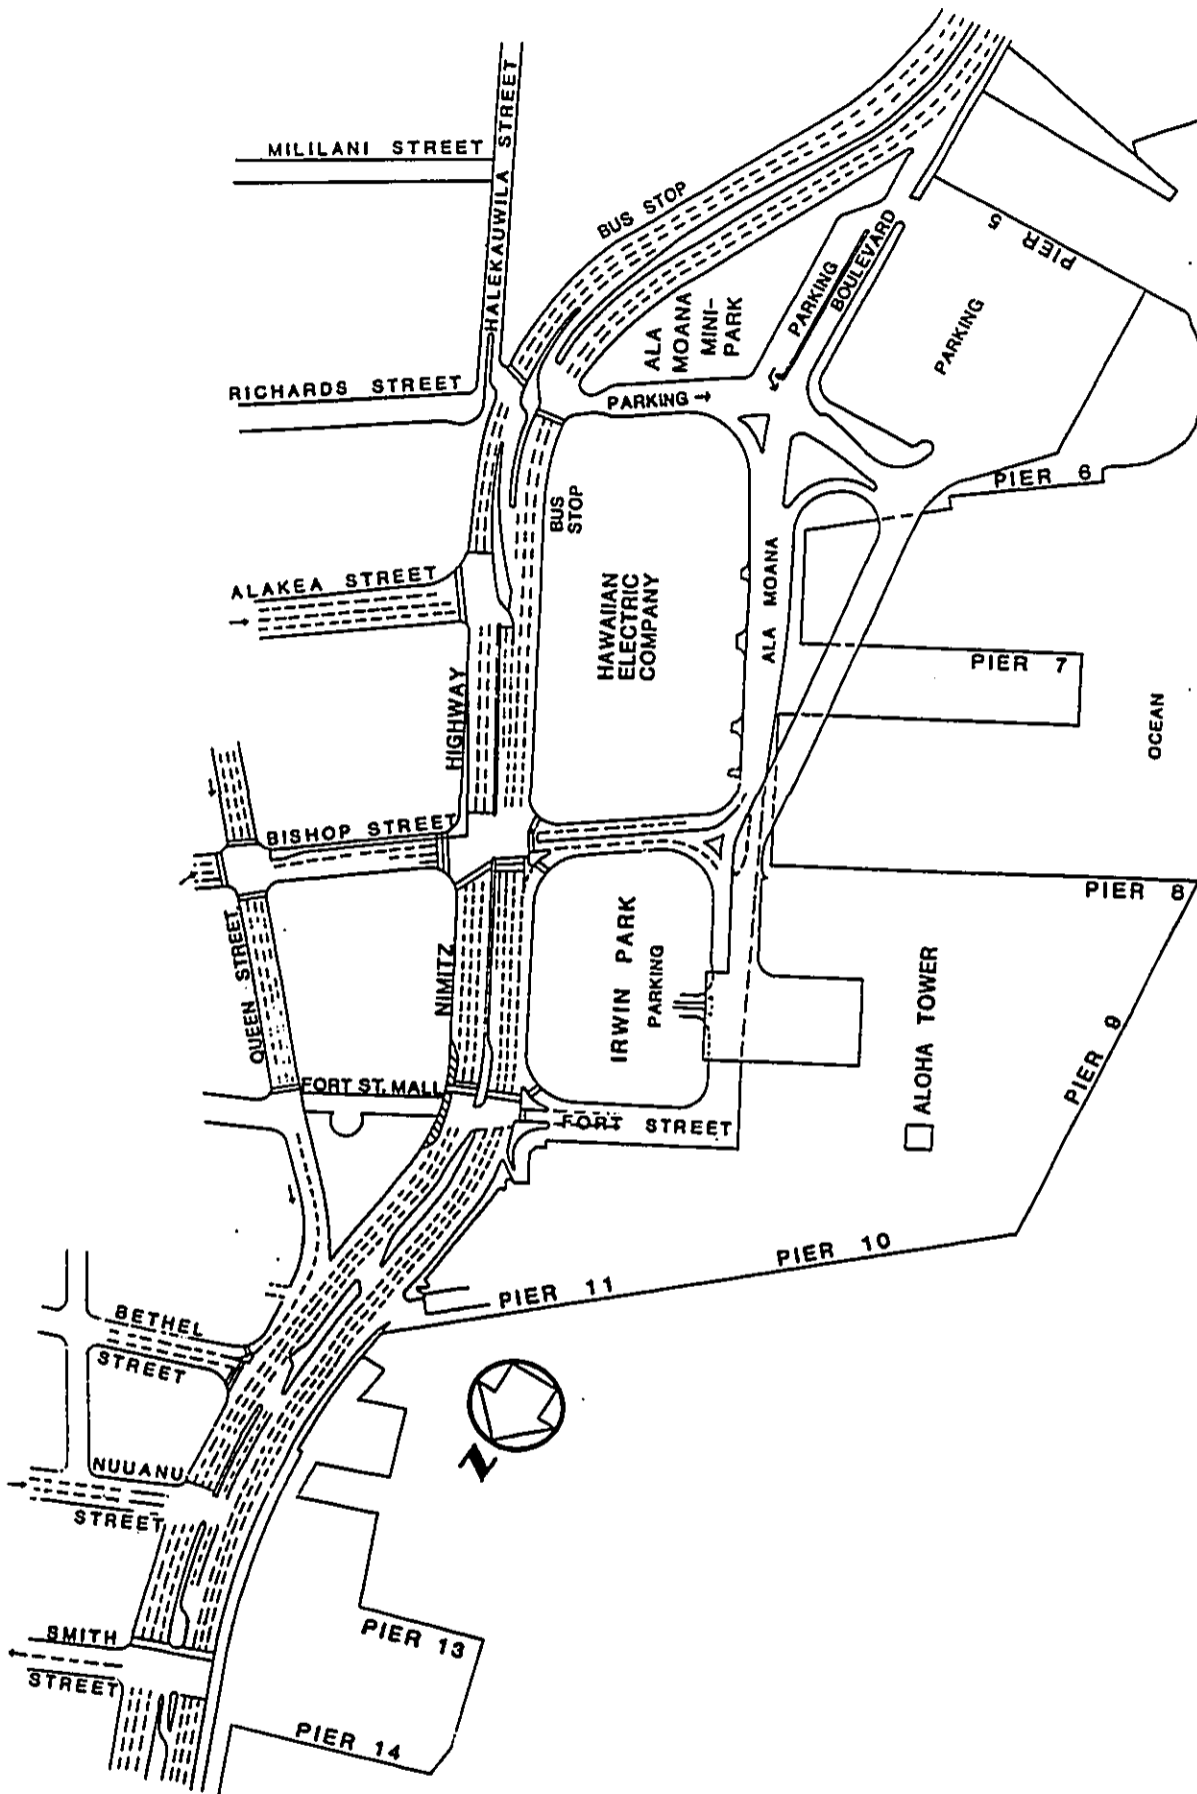 MILILANI STREET
HALEKAUWILA STREET
BUS STOP
PIER 5
RICHARDS STREET
ALA
MOANA
MINI-
PARK
PARKING
BOULEVARD
PARKING
PARKING →
PIER 6
BUS
STOP
ALAKEA STREET
HAWAIIAN
ELECTRIC
COMPANY
ALA MOANA
PIER 7
OCEAN
HIGHWAY
BISHOP STREET
PIER 8
QUEEN STREET
NIMITZ
IRWIN PARK
PARKING
ALOHA TOWER
PIER 9
FORT ST. MALL
FORT STREET
PIER 10
PIER 11
BETHEL
STREET
N
NUUANU
STREET
SMITH
STREET
PIER 13
PIER 14